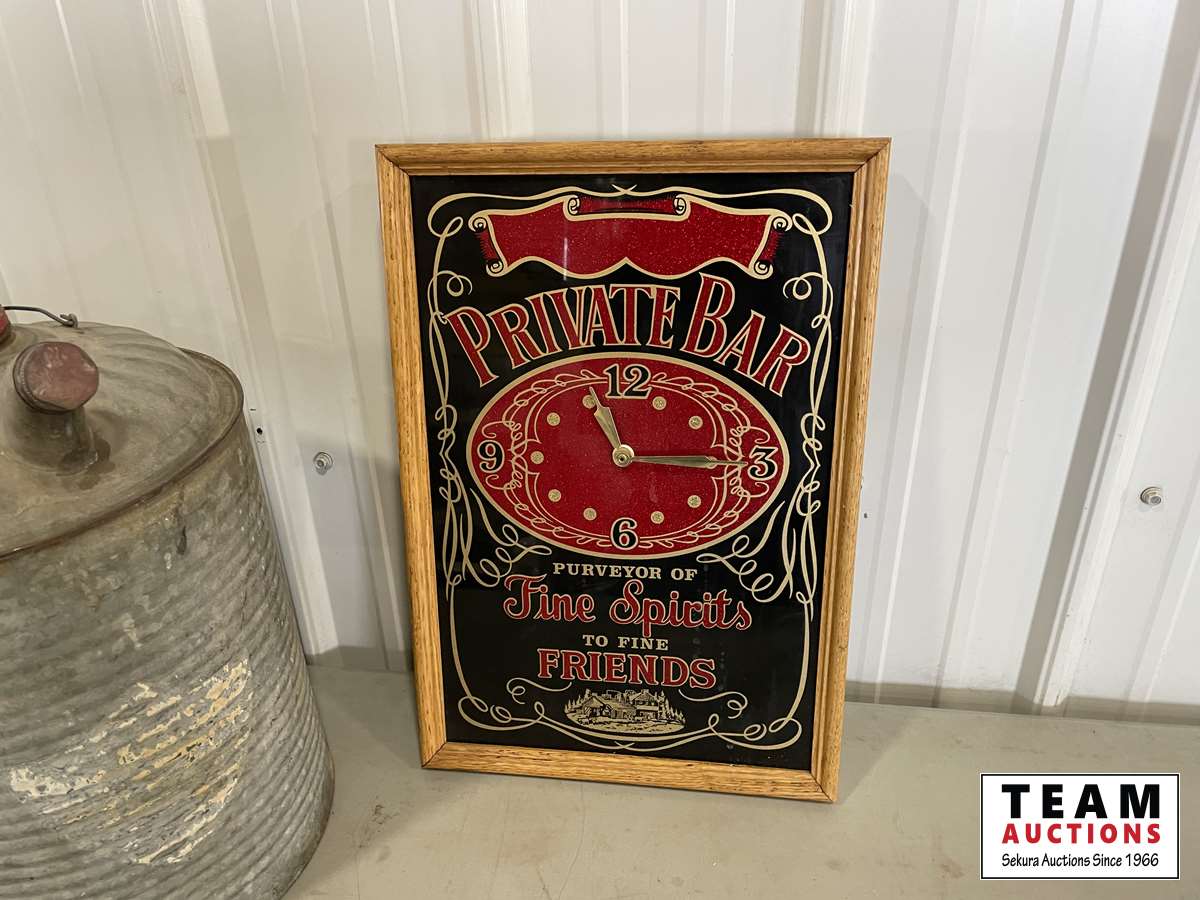 PRIVATE BAR
12
9
3
6
PURVEYOR OF
Fine Spirits
TO FINE
FRIENDS
TEAM
AUCTIONS
Sekura Auctions Since 1966